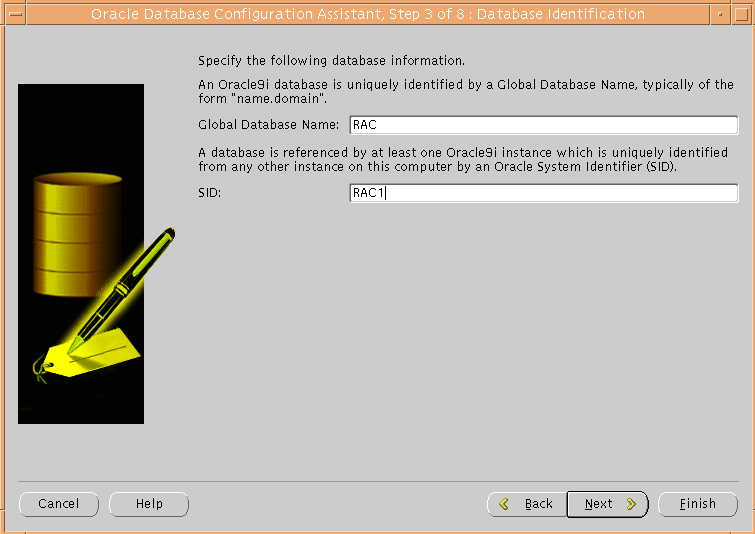 Oracle Database Configuration Assistant, Step 3 of 8 : Database Identification
Specify the following database information.
An Oracle9i database is uniquely identified by a Global Database Name, typically of the
form "name.domain".
Global Database Name: RAC
A database is referenced by at least one Oracle9i instance which is uniquely identified
from any other instance on this computer by an Oracle System Identifier (SID).
SID: RAC1
Cancel Help Back Next Finish